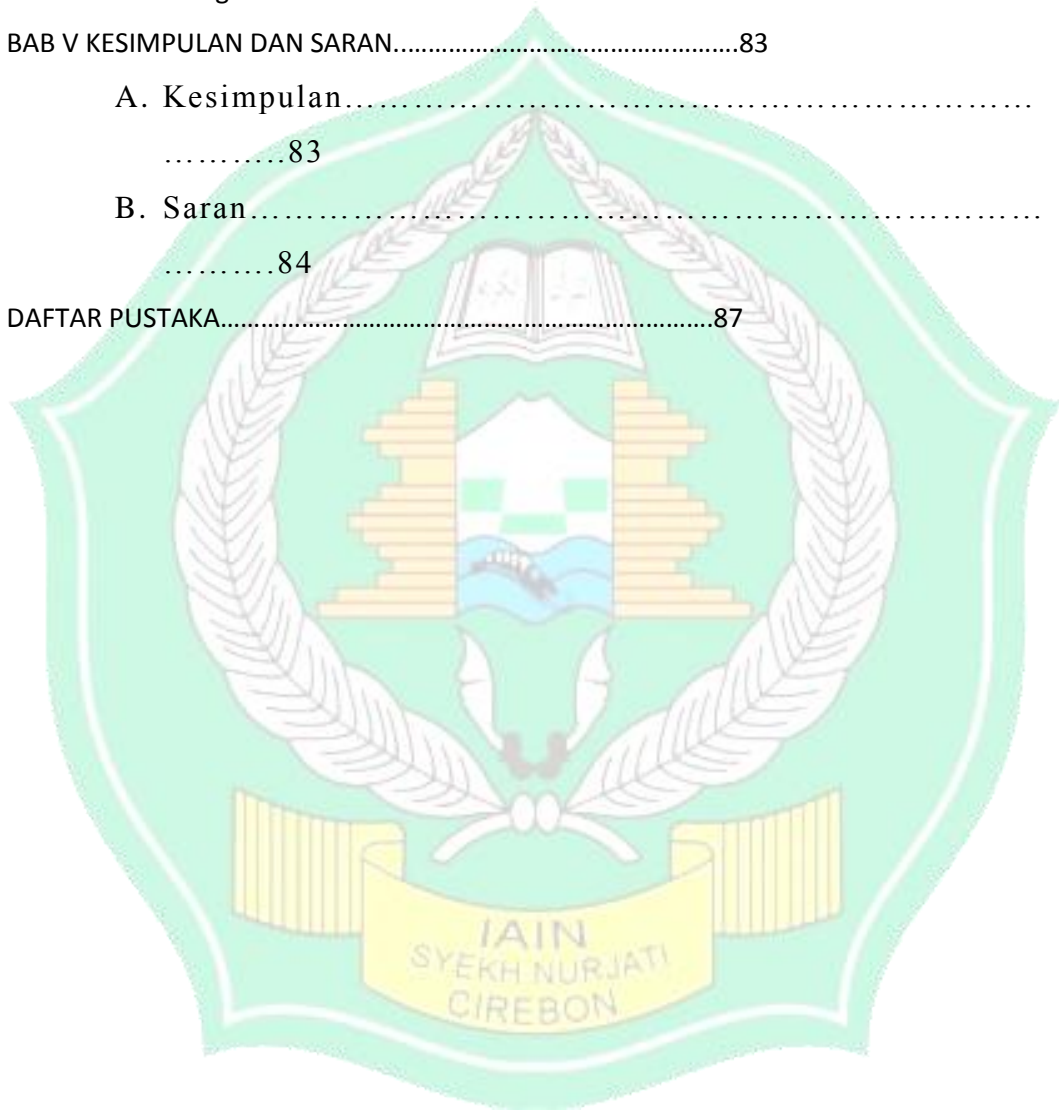 BAB V KESIMPULAN DAN SARAN……………………………………………83
A. Kesimpulan……………………………………………………
………..83
B. Saran……………………………………………………………
……….84
DAFTAR PUSTAKA………………………………………………………………….87
IAIN
SYEKH NURJATI
CIREBON